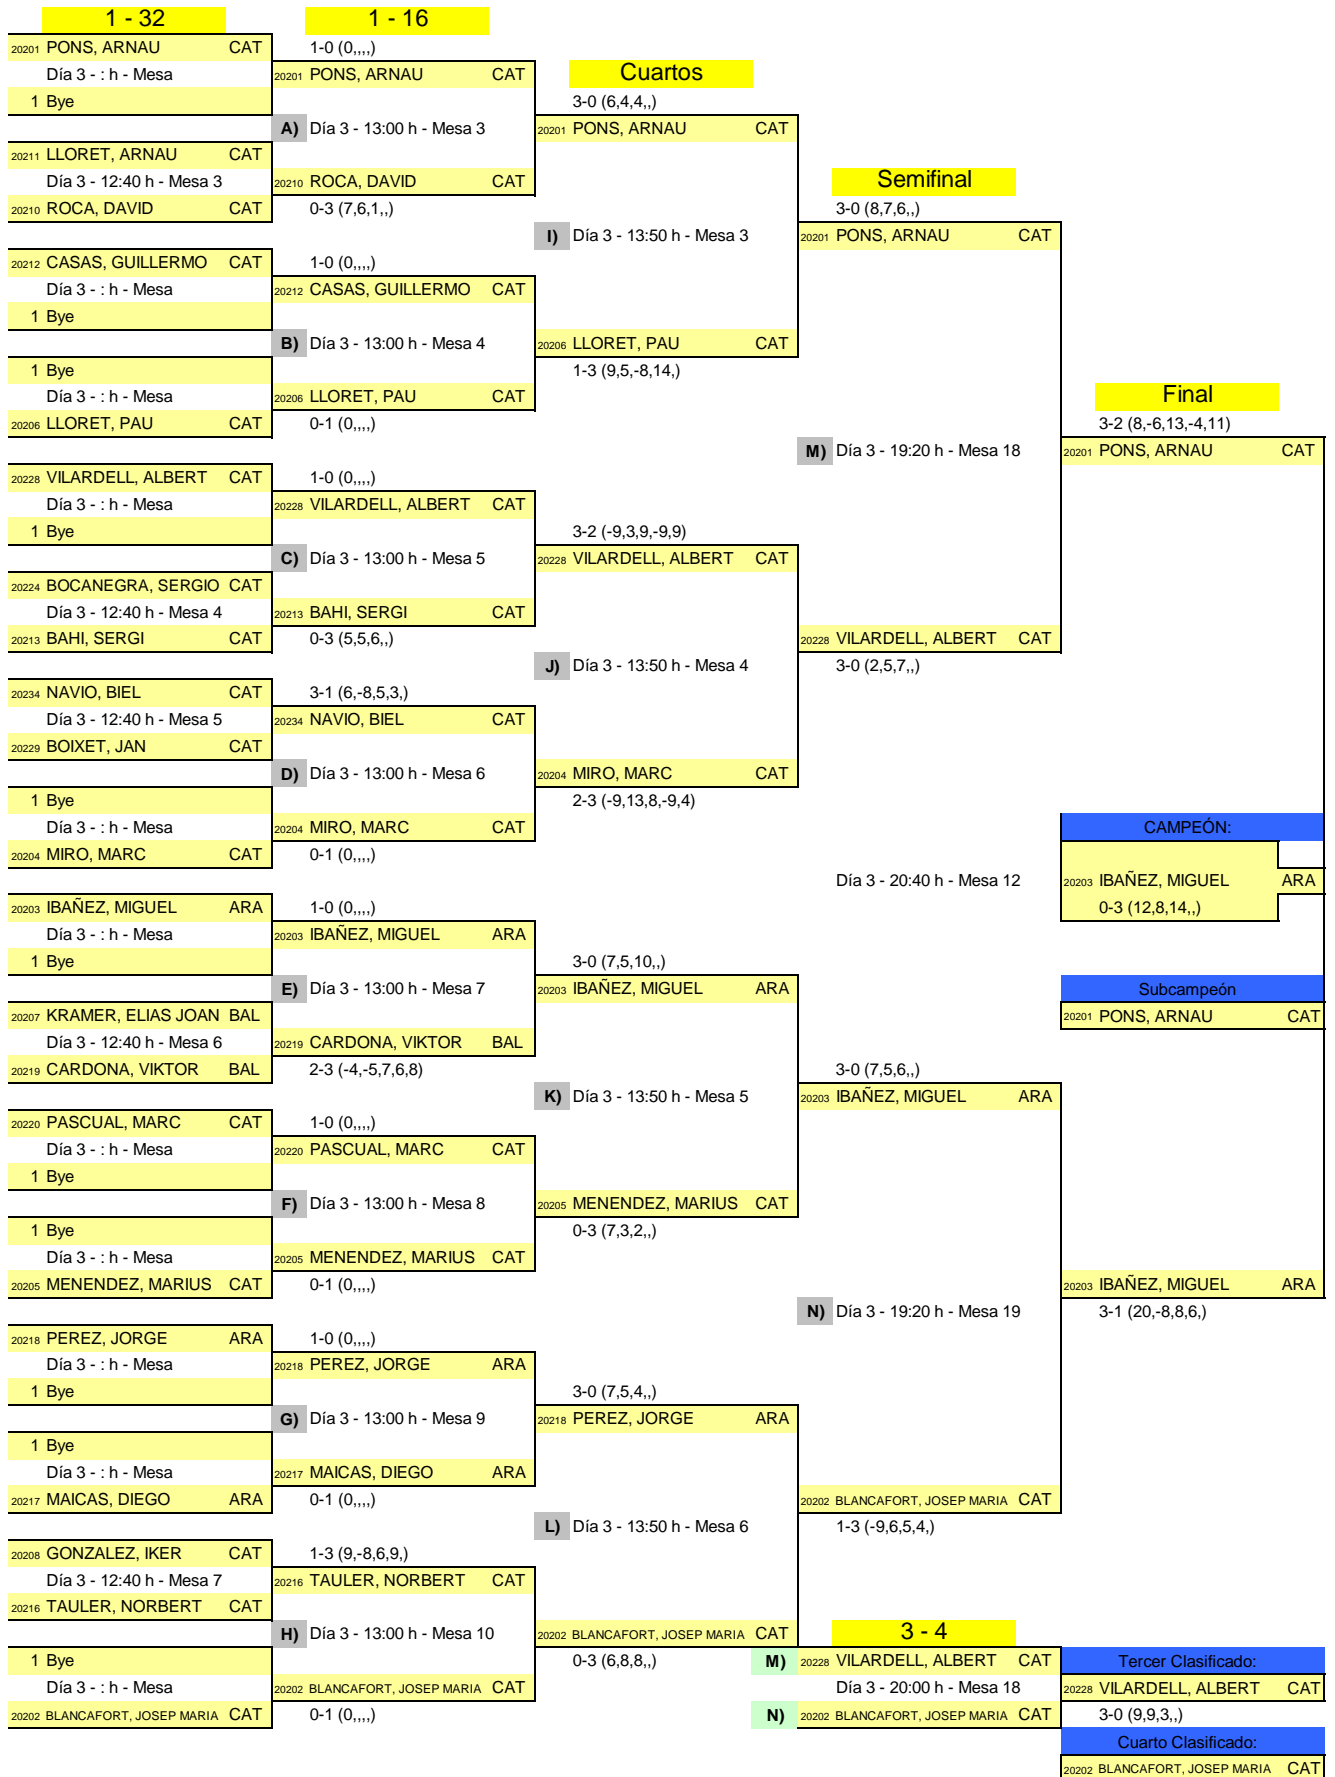 1 - 32 1 - 16
20201 PONS, ARNAU CAT 1-0 (0,,,,)
Día 3 - : h - Mesa 20201 PONS, ARNAU CAT Cuartos
1 Bye 3-0 (6,4,4,,)
A) Día 3 - 13:00 h - Mesa 3 20201 PONS, ARNAU CAT
20211 LLORET, ARNAU CAT
Día 3 - 12:40 h - Mesa 3 20210 ROCA, DAVID CAT Semifinal
20210 ROCA, DAVID CAT 0-3 (7,6,1,,) 3-0 (8,7,6,,)
I) Día 3 - 13:50 h - Mesa 3 20201 PONS, ARNAU CAT
20212 CASAS, GUILLERMO CAT 1-0 (0,,,,)
Día 3 - : h - Mesa 20212 CASAS, GUILLERMO CAT
1 Bye
B) Día 3 - 13:00 h - Mesa 4 20206 LLORET, PAU CAT
1 Bye 1-3 (9,5,-8,14,)
Día 3 - : h - Mesa 20206 LLORET, PAU CAT Final
20206 LLORET, PAU CAT 0-1 (0,,,,) 3-2 (8,-6,13,-4,11)
M) Día 3 - 19:20 h - Mesa 18 20201 PONS, ARNAU CAT
20228 VILARDELL, ALBERT CAT 1-0 (0,,,,)
Día 3 - : h - Mesa 20228 VILARDELL, ALBERT CAT
1 Bye 3-2 (-9,3,9,-9,9)
C) Día 3 - 13:00 h - Mesa 5 20228 VILARDELL, ALBERT CAT
20224 BOCANEGRA, SERGIO CAT
Día 3 - 12:40 h - Mesa 4 20213 BAHI, SERGI CAT
20213 BAHI, SERGI CAT 0-3 (5,5,6,,) 20228 VILARDELL, ALBERT CAT
J) Día 3 - 13:50 h - Mesa 4 3-0 (2,5,7,,)
20234 NAVIO, BIEL CAT 3-1 (6,-8,5,3,)
Día 3 - 12:40 h - Mesa 5 20234 NAVIO, BIEL CAT
20229 BOIXET, JAN CAT
D) Día 3 - 13:00 h - Mesa 6 20204 MIRO, MARC CAT
1 Bye 2-3 (-9,13,8,-9,4)
Día 3 - : h - Mesa 20204 MIRO, MARC CAT CAMPEÓN:
20204 MIRO, MARC CAT 0-1 (0,,,,)
Día 3 - 20:40 h - Mesa 12 20203 IBAÑEZ, MIGUEL ARA
20203 IBAÑEZ, MIGUEL ARA 1-0 (0,,,,) 0-3 (12,8,14,,)
Día 3 - : h - Mesa 20203 IBAÑEZ, MIGUEL ARA
1 Bye 3-0 (7,5,10,,)
E) Día 3 - 13:00 h - Mesa 7 20203 IBAÑEZ, MIGUEL ARA Subcampeón
20207 KRAMER, ELIAS JOAN BAL 20201 PONS, ARNAU CAT
Día 3 - 12:40 h - Mesa 6 20219 CARDONA, VIKTOR BAL
20219 CARDONA, VIKTOR BAL 2-3 (-4,-5,7,6,8) 3-0 (7,5,6,,)
K) Día 3 - 13:50 h - Mesa 5 20203 IBAÑEZ, MIGUEL ARA
20220 PASCUAL, MARC CAT 1-0 (0,,,,)
Día 3 - : h - Mesa 20220 PASCUAL, MARC CAT
1 Bye
F) Día 3 - 13:00 h - Mesa 8 20205 MENENDEZ, MARIUS CAT
1 Bye 0-3 (7,3,2,,)
Día 3 - : h - Mesa 20205 MENENDEZ, MARIUS CAT
20205 MENENDEZ, MARIUS CAT 0-1 (0,,,,) 20203 IBAÑEZ, MIGUEL ARA
N) Día 3 - 19:20 h - Mesa 19 3-1 (20,-8,8,6,)
20218 PEREZ, JORGE ARA 1-0 (0,,,,)
Día 3 - : h - Mesa 20218 PEREZ, JORGE ARA
1 Bye 3-0 (7,5,4,,)
G) Día 3 - 13:00 h - Mesa 9 20218 PEREZ, JORGE ARA
1 Bye
Día 3 - : h - Mesa 20217 MAICAS, DIEGO ARA
20217 MAICAS, DIEGO ARA 0-1 (0,,,,) 20202 BLANCAFORT, JOSEP MARIA CAT
L) Día 3 - 13:50 h - Mesa 6 1-3 (-9,6,5,4,)
20208 GONZALEZ, IKER CAT 1-3 (9,-8,6,9,)
Día 3 - 12:40 h - Mesa 7 20216 TAULER, NORBERT CAT
20216 TAULER, NORBERT CAT
H) Día 3 - 13:00 h - Mesa 10 20202 BLANCAFORT, JOSEP MARIA CAT 3 - 4
1 Bye 0-3 (6,8,8,,) M) 20228 VILARDELL, ALBERT CAT Tercer Clasificado:
Día 3 - : h - Mesa 20202 BLANCAFORT, JOSEP MARIA CAT Día 3 - 20:00 h - Mesa 18 20228 VILARDELL, ALBERT CAT
20202 BLANCAFORT, JOSEP MARIA CAT 0-1 (0,,,,) N) 20202 BLANCAFORT, JOSEP MARIA CAT 3-0 (9,9,3,,)
Cuarto Clasificado:
20202 BLANCAFORT, JOSEP MARIA CAT